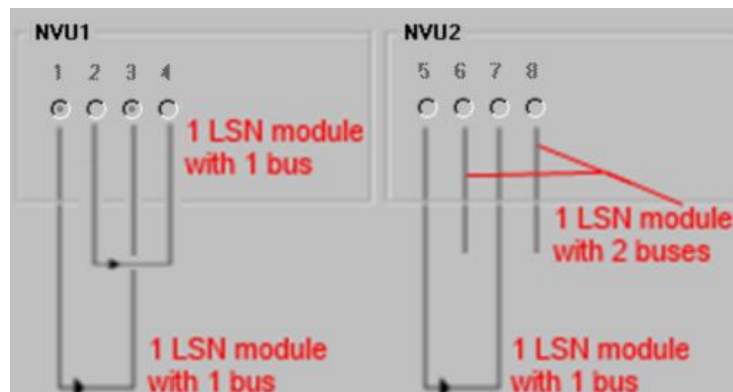 NVU1
1 2 3 4
1 LSN module
with 1 bus
1 LSN module
with 1 bus
NVU2
5 6 7 8
1 LSN module
with 2 buses
1 LSN module
with 1 bus